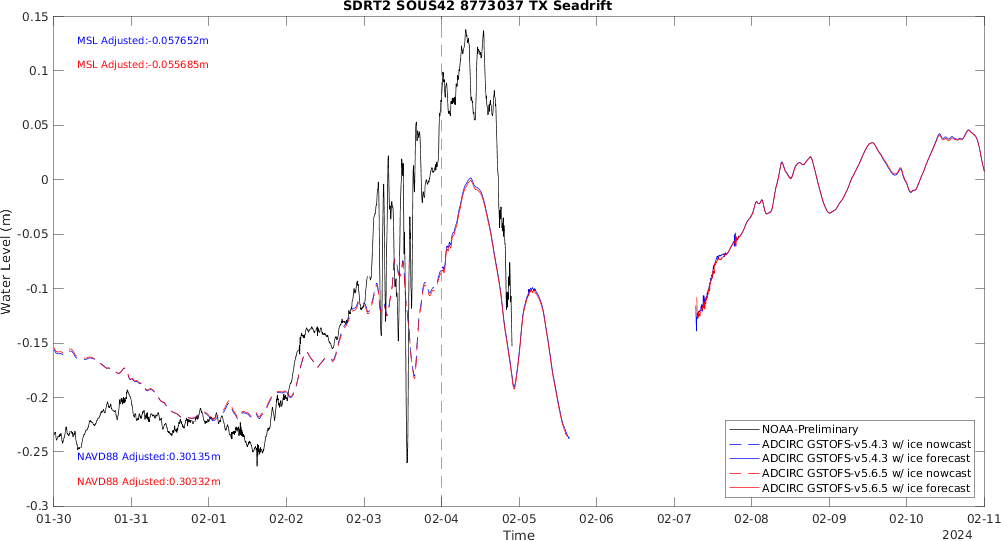 SDRT2 SOUS42 8773037 TX Seadrift
MSL Adjusted:-0.057652m
MSL Adjusted:-0.055685m
0.15
0.1
0.05
0
-0.05
-0.1
-0.15
-0.2
-0.25
-0.3
Water Level (m)
NAVD88 Adjusted:0.30135m
NAVD88 Adjusted:0.30332m
NOAA-Preliminary
ADCIRC GSTOFS-v5.4.3 w/ ice nowcast
ADCIRC GSTOFS-v5.4.3 w/ ice forecast
ADCIRC GSTOFS-v5.6.5 w/ ice nowcast
ADCIRC GSTOFS-v5.6.5 w/ ice forecast
01-30 01-31 02-01 02-02 02-03 02-04 02-05 02-06 02-07 02-08 02-09 02-10 02-11
Time
2024